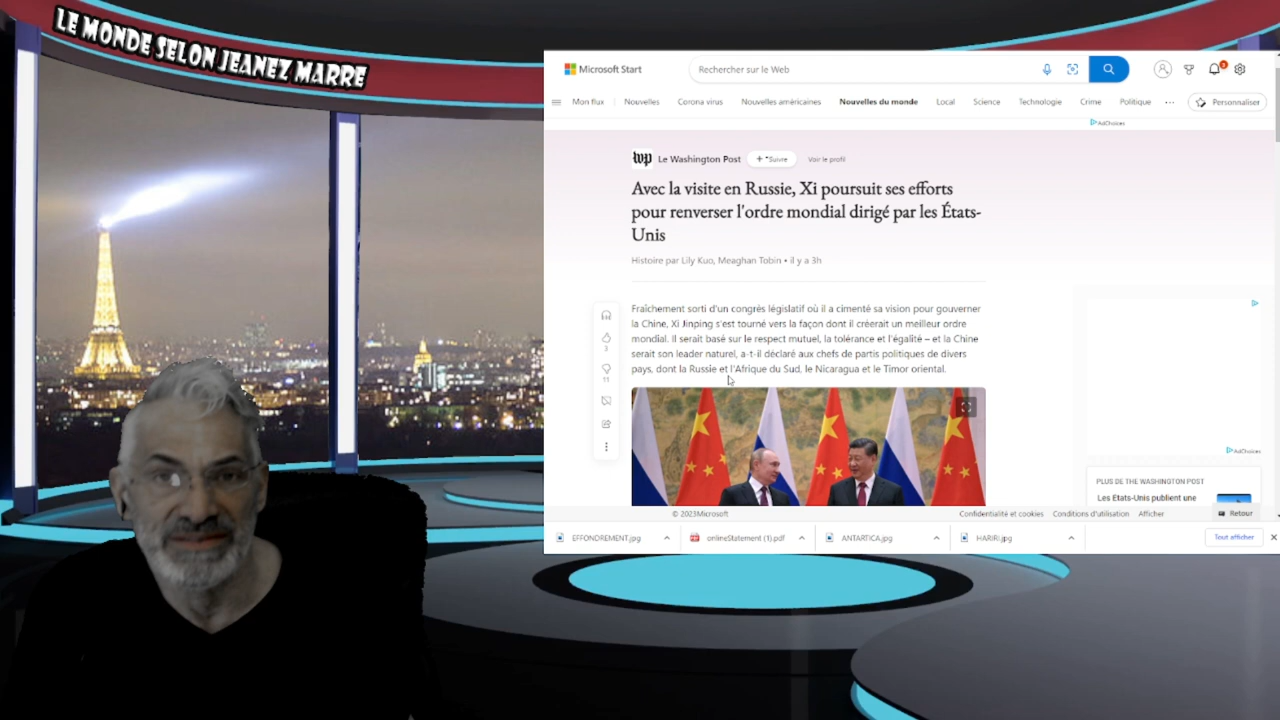 LE MONDE SELON JEANEZ MARRE
Microsoft Start
Rechercher sur le Web
3
Mon flux
Nouvelles
Corona virus
Nouvelles américaines
Nouvelles du monde
Local
Science
Technologie
Crime
Politique
...
Personnaliser
AdChoices
wp Le Washington Post
+ "Suivre
Voir le profil
Avec la visite en Russie, Xi poursuit ses efforts
pour renverser l'ordre mondial dirigé par les États-
Unis
Histoire par Lily Kuo, Meaghan Tobin • il y a 3h
Fraîchement sorti d'un congrès législatif où il a cimenté sa vision pour gouverner
la Chine, Xi Jinping s'est tourné vers la façon dont il créerait un meilleur ordre
mondial. Il serait basé sur le respect mutuel, la tolérance et l'égalité – et la Chine
serait son leader naturel, a-t-il déclaré aux chefs de partis politiques de divers
pays, dont la Russie et l'Afrique du Sud, le Nicaragua et le Timor oriental.
3
11
AdChoices
PLUS DE THE WASHINGTON POST
Les États-Unis publient une
© 2023Microsoft
Confidentialité et cookies
Conditions d'utilisation
Afficher
Retour
EFFONDREMENT.jpg
onlineStatement (1).pdf
ANTARTICA.jpg
HARIRI.jpg
Tout afficher